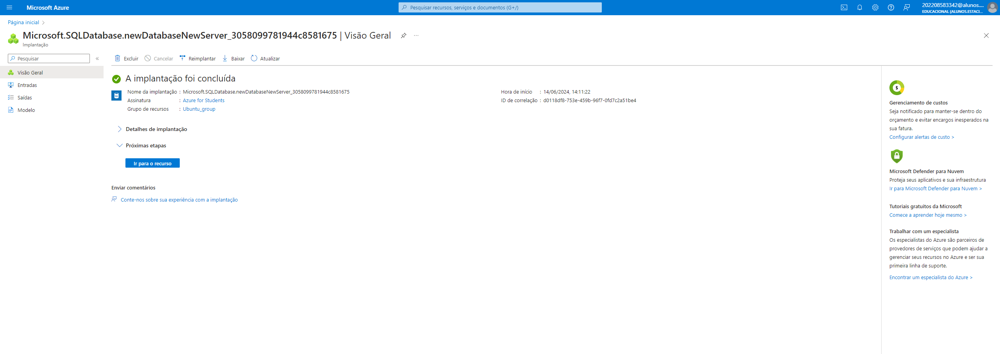 Microsoft Azure
Pesquisar recursos, serviços e documentos (G+/)
202208583342@alunos....
EDUCACIONAL (ALUNOS.ESTACI...
Página inicial
Microsoft.SQLDatabase.newDatabaseNewServer_3058099781944c8581675 | Visão Geral
Implantação
Pesquisar
Visão Geral
Entradas
Saídas
Modelo
Excluir Cancelar Reimplantar Baixar Atualizar
A implantação foi concluída
Nome da implantação : Microsoft.SQLDatabase.newDatabaseNewServer_3058099781944c8581675
Assinatura : Azure for Students
Grupo de recursos : Ubuntu_group
Hora de início : 14/06/2024, 14:11:22
ID de correlação : d0118df8-753e-459b-96f7-0fd7c2a51be4
Detalhes de implantação
Próximas etapas
Ir para o recurso
Enviar comentários
Conte-nos sobre sua experiência com a implantação
Gerenciamento de custos
Seja notificado para manter-se dentro do
orçamento e evitar encargos inesperados na
sua fatura.
Configurar alertas de custo >
Microsoft Defender para Nuvem
Proteja seus aplicativos e sua infraestrutura
Ir para Microsoft Defender para Nuvem >
Tutoriais gratuitos da Microsoft
Comece a aprender hoje mesmo >
Trabalhar com um especialista
Os especialistas do Azure são parceiros de
provedores de serviços que podem ajudar a
gerenciar seus recursos no Azure e ser sua
primeira linha de suporte.
Encontrar um especialista do Azure >